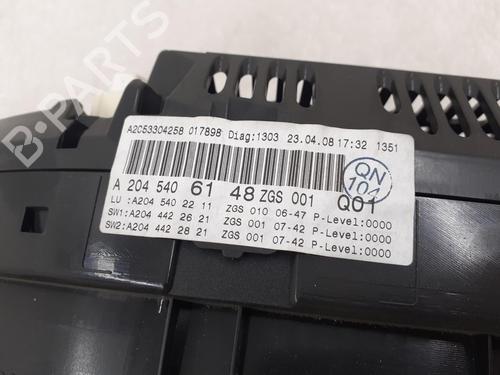 A2C53304258 017898 Diag:1303 23.04.08 17:32 1351
QN
104
A 204 540 61 48 ZGS 001 Q01
LU :A204 540 22 11 ZGS 010 06-47 P-Level:0000
SW1:A204 442 26 21 ZGS 001 07-42 P-Level:0000
SW2:A204 442 28 21 ZGS 001 07-42 P-Level:0000
B-PARTS